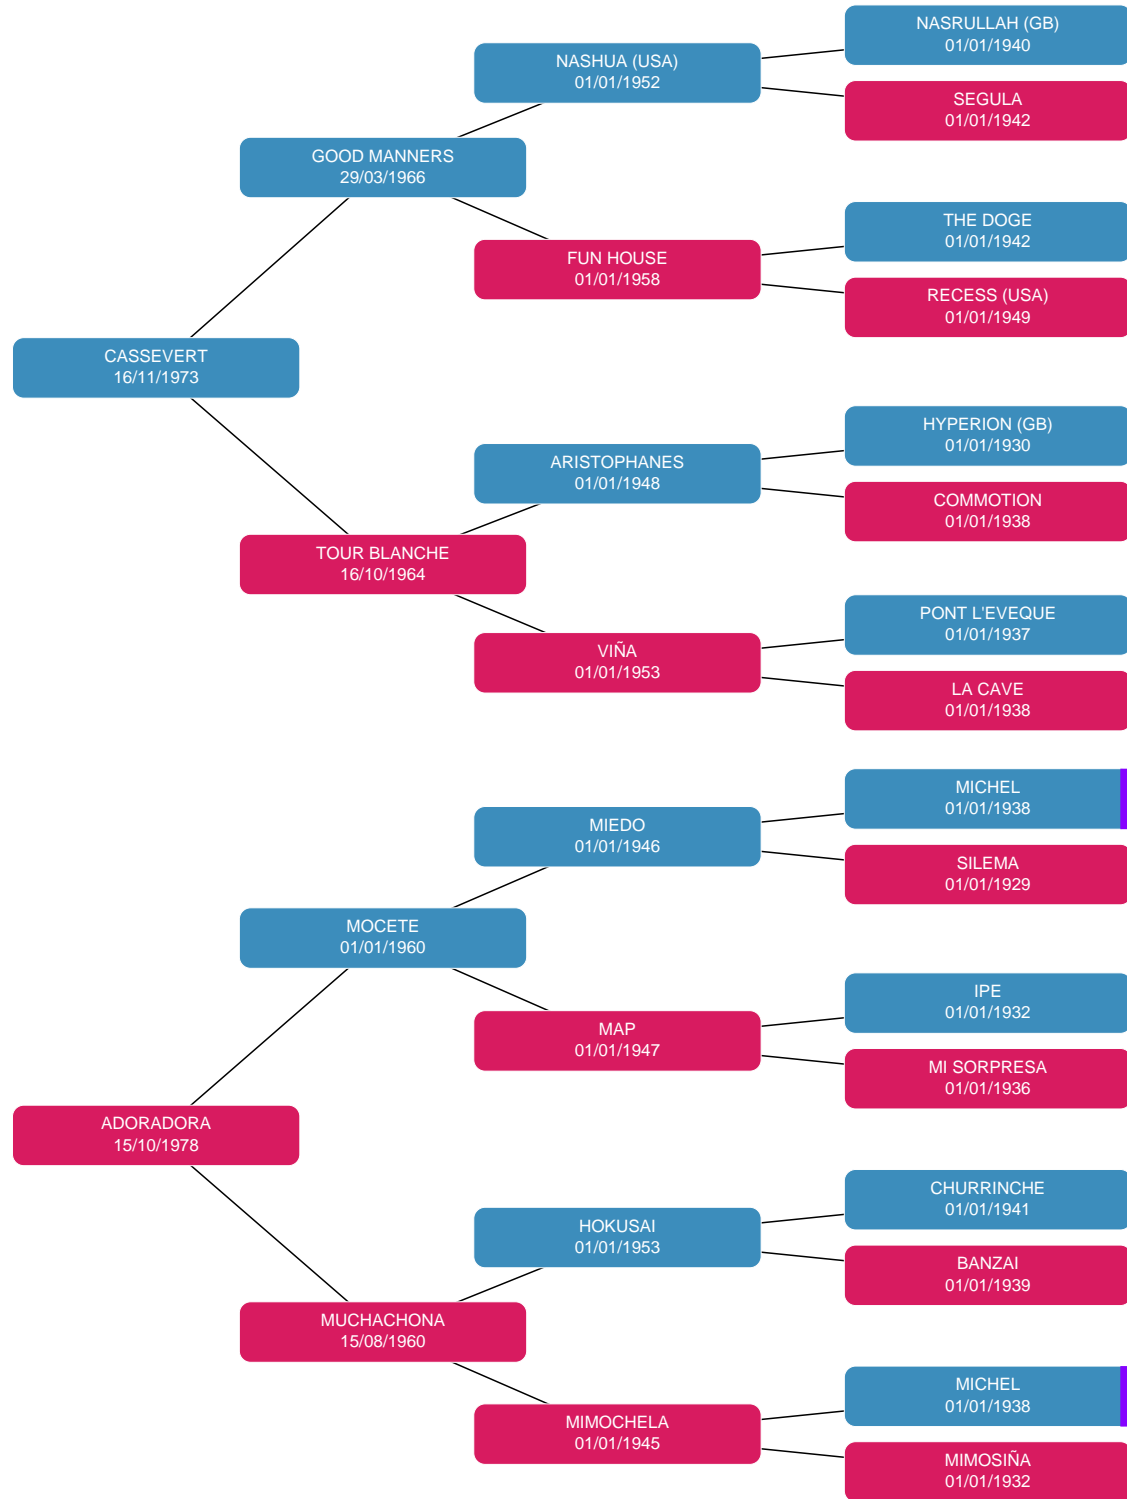 NASRULLAH (GB)
01/01/1940
NASHUA (USA)
01/01/1952
SEGULA
01/01/1942
GOOD MANNERS
29/03/1966
THE DOGE
01/01/1942
FUN HOUSE
01/01/1958
RECESS (USA)
01/01/1949
CASSEVERT
16/11/1973
HYPERION (GB)
01/01/1930
ARISTOPHANES
01/01/1948
COMMOTION
01/01/1938
TOUR BLANCHE
16/10/1964
PONT L'EVEQUE
01/01/1937
VIÑA
01/01/1953
LA CAVE
01/01/1938
MICHEL
01/01/1938
MIEDO
01/01/1946
SILEMA
01/01/1929
MOCETE
01/01/1960
IPE
01/01/1932
MAP
01/01/1947
MI SORPRESA
01/01/1936
ADORADORA
15/10/1978
CHURRINCHE
01/01/1941
HOKUSAI
01/01/1953
BANZAI
01/01/1939
MUCHACHONA
15/08/1960
MICHEL
01/01/1938
MIMOCHELA
01/01/1945
MIMOSIÑA
01/01/1932